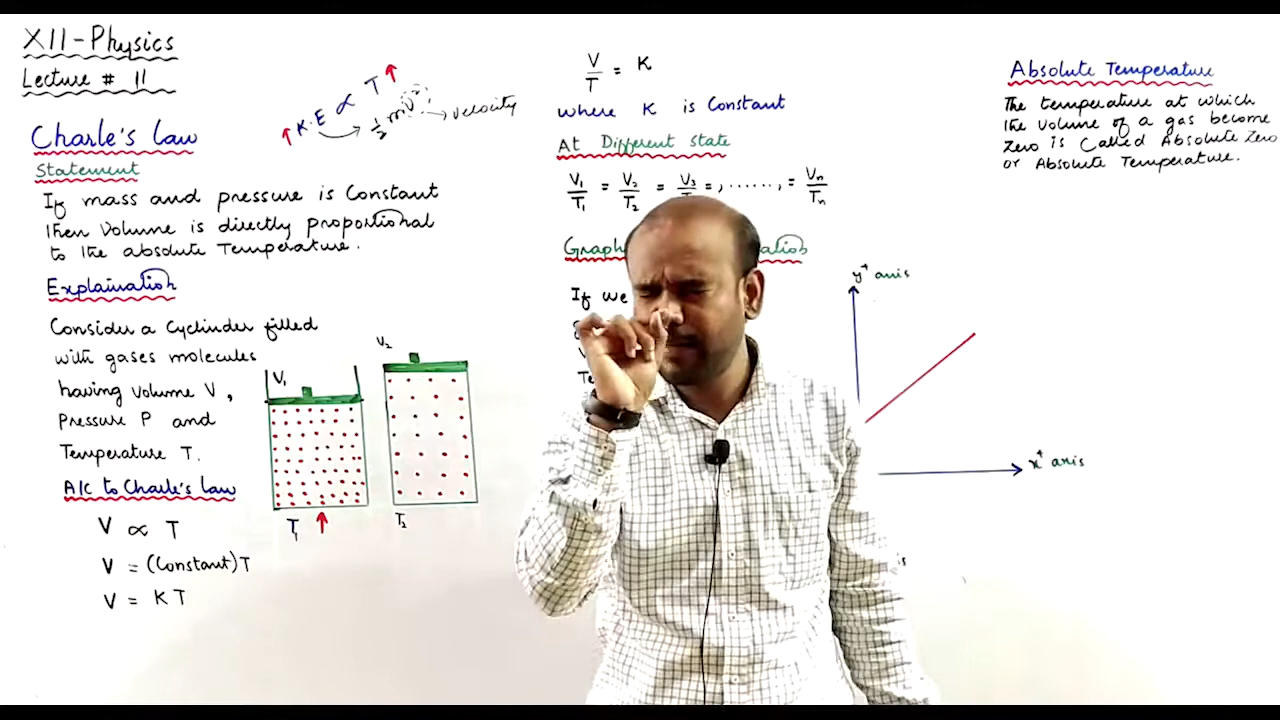 XII-Physics
Lecture # 11
Charle's Law
Statement
If mass and pressure is Constant
then Volume is directly proportional
to the absolute Temperature.
↑K.E ∝ T↑
½mv²
velocity
Explaination
Consider a Cyclinder filled
with gases molecules
having volume V,
Pressure P and
Temperature T.
A/C to Charle's law
V ∝ T
V = (Constant)T
V = KT
V₁
T₁ ↑
V₂
T₂
V/T = K
where K is Constant
At Different state
V₁/T₁ = V₂/T₂ = V₃/T =, ......, = Vn/Tn
Graph
If we
y⁺ axis
x⁺ axis
Absolute Temperature
The temperature at which
the volume of a gas become
Zero is Called Absolute Zero
or Absolute Temperature.